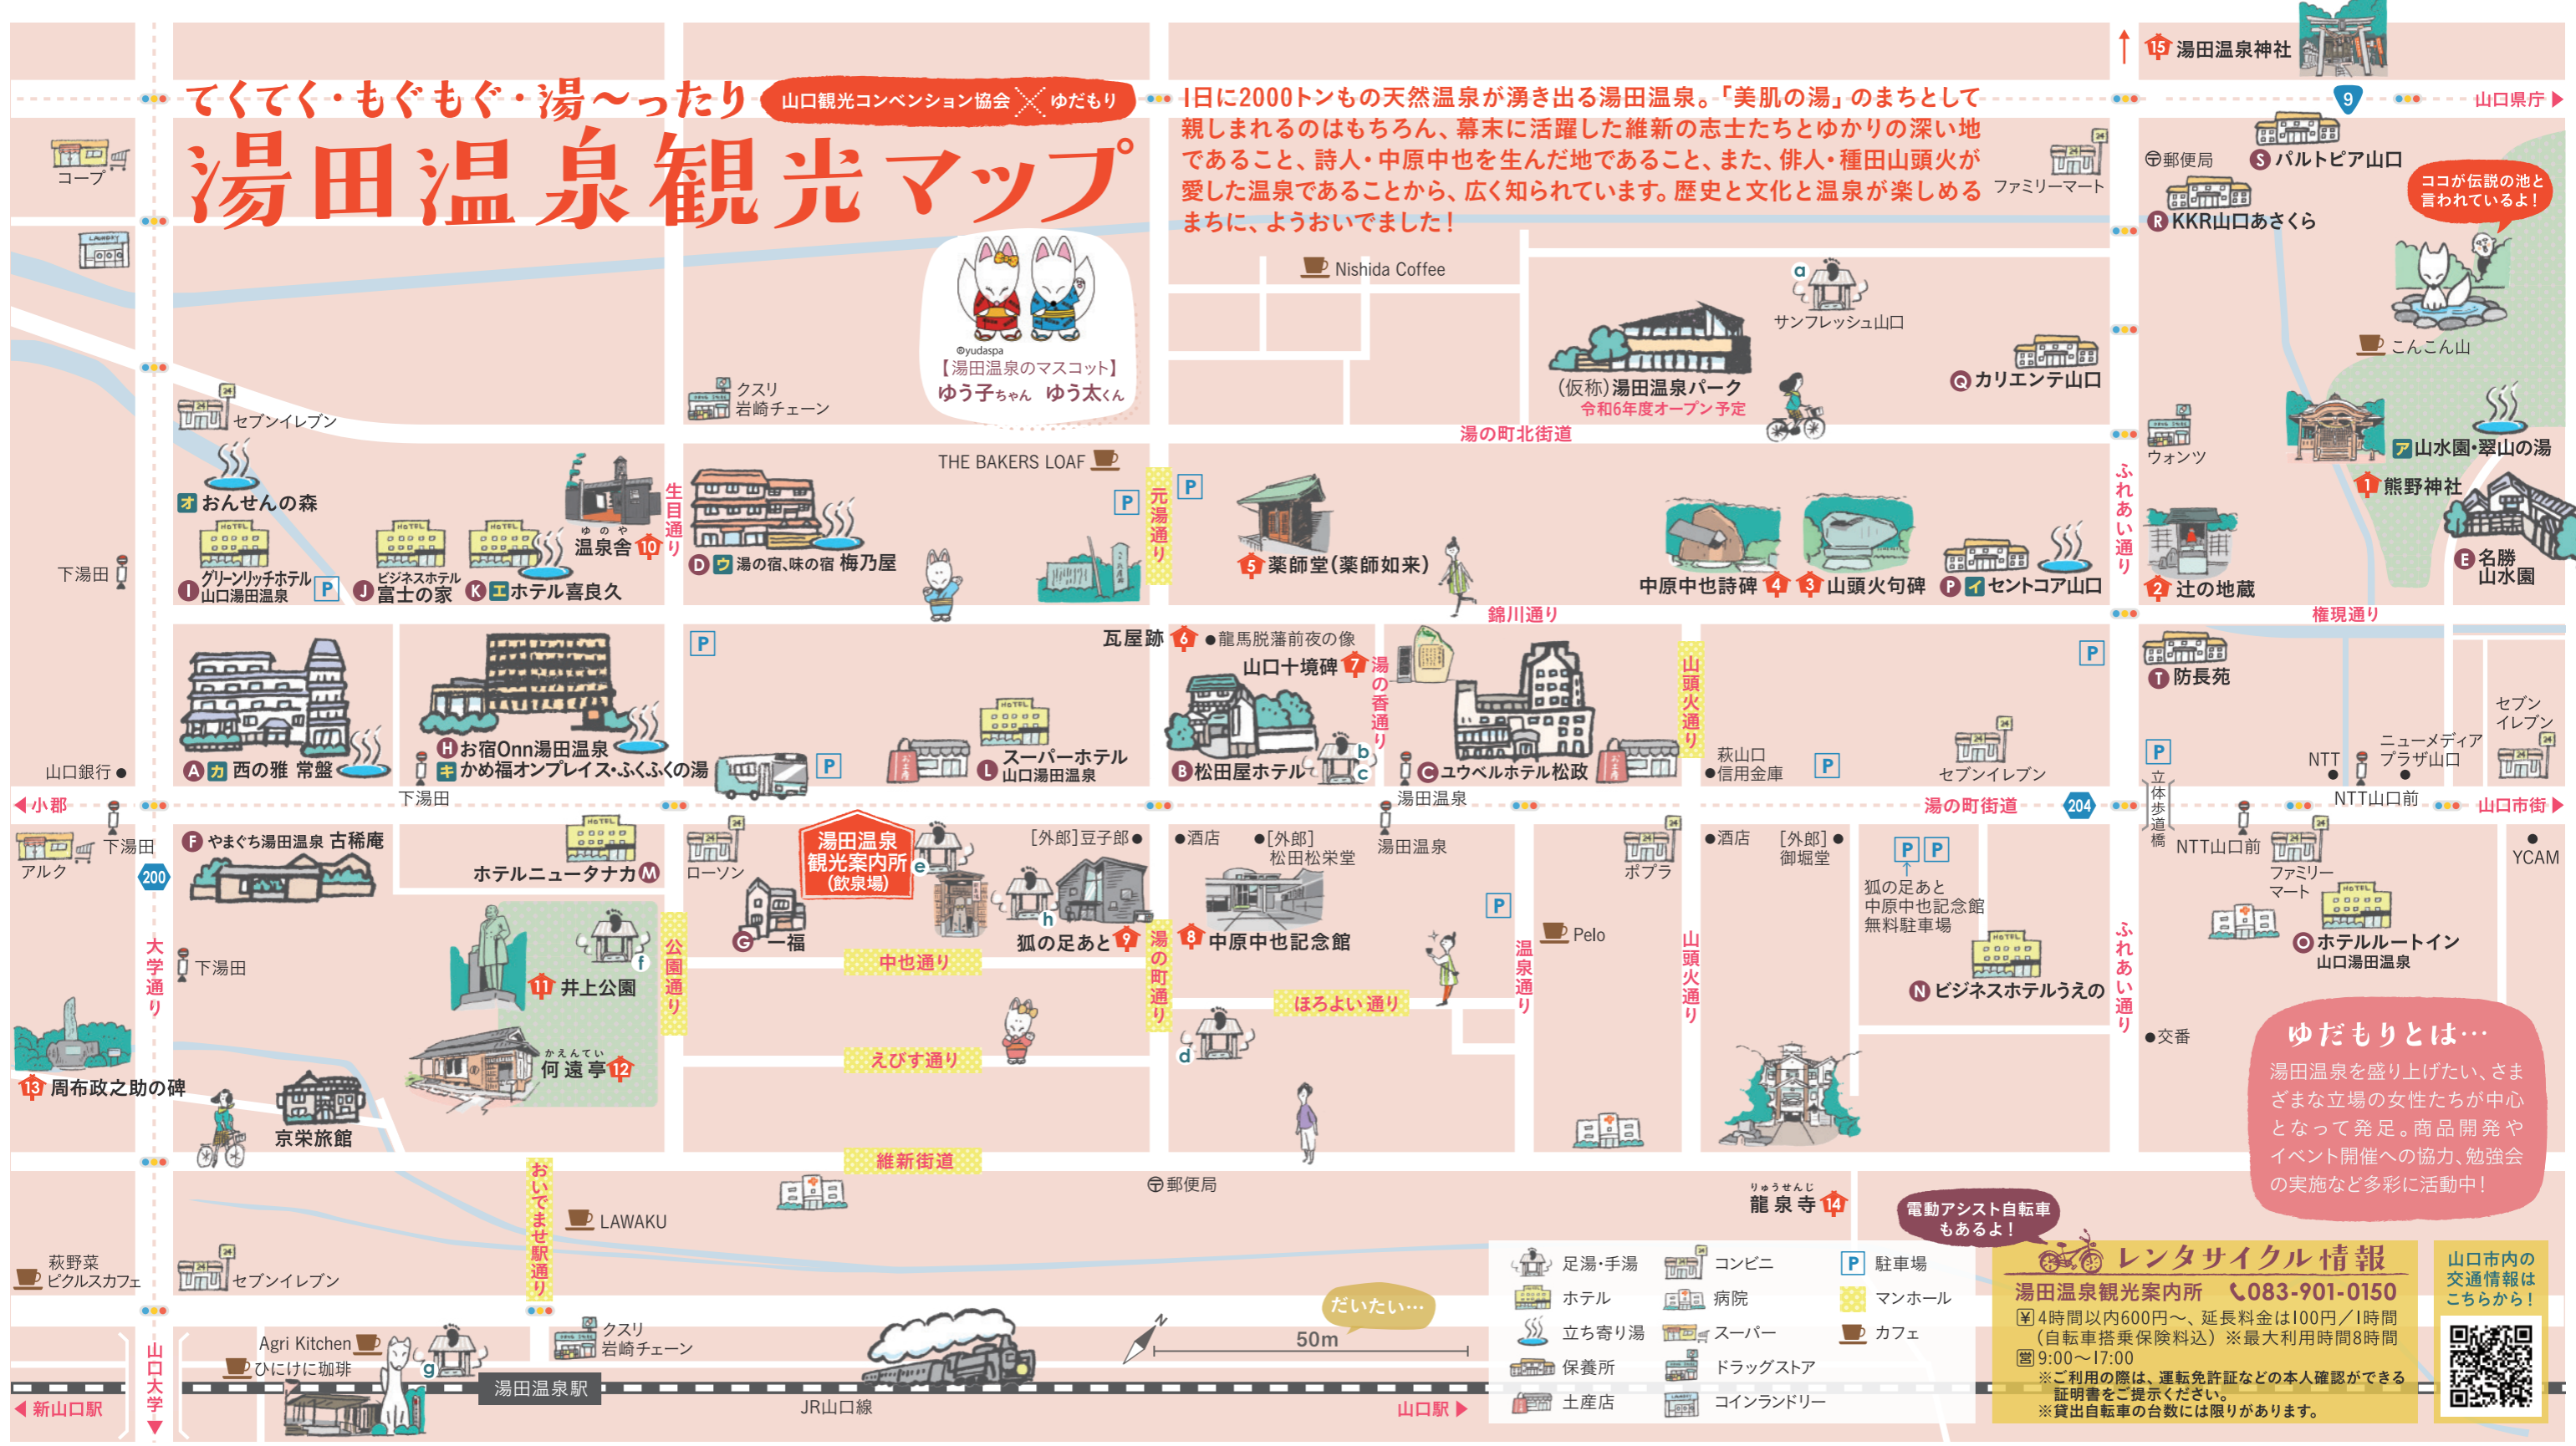 てくてく・もぐもぐ・湯〜ったり
山口観光コンベンション協会×ゆだもり
湯田温泉観光マップ
1日に2000トンもの天然温泉が湧き出る湯田温泉。「美肌の湯」のまちとして
親しまれるのはもちろん、幕末に活躍した維新の志士たちとゆかりの深い地
であること、詩人・中原中也を生んだ地であること、また、俳人・種田山頭火が
愛した温泉であることから、広く知られています。歴史と文化と温泉が楽しめる
まちに、ようおいでました!
15 湯田温泉神社
9
山口県庁
コープ
ファミリーマート
〒郵便局
S パルトピア山口
R KKR山口あさくら
ココが伝説の池と
言われているよ!
LAUNDRY
Nishida Coffee
a
サンフレッシュ山口
©yudaspa
【湯田温泉のマスコット】
ゆう子ちゃん ゆう太くん
(仮称)湯田温泉パーク
令和6年度オープン予定
Q カリエンテ山口
こんこん山
セブンイレブン
クスリ
岩崎チェーン
湯の町北街道
ウォンツ
ア 山水園・翠山の湯
1 熊野神社
THE BAKERS LOAF
P
P
元湯通り
生目通り
ふれあい通り
オ おんせんの森
HOTEL
HOTEL
HOTEL
ゆのや
温泉舎 10
D ウ 湯の宿、味の宿 梅乃屋
5 薬師堂(薬師如来)
中原中也詩碑 4
3 山頭火句碑
P イ セントコア山口
2 辻の地蔵
E 名勝
山水園
下湯田
I グリーンリッチホテル
山口湯田温泉
P
J ビジネスホテル
富士の家
K エ ホテル喜良久
錦川通り
権現通り
P
瓦屋跡 6
●龍馬脱藩前夜の像
山口十境碑 7
湯の香通り
山頭火通り
P
T 防長苑
セブン
イレブン
山口銀行●
A カ 西の雅 常盤
H お宿Onn湯田温泉
キ かめ福オンプレイス・ふくふくの湯
下湯田
P
HOTEL
お土産
L スーパーホテル
山口湯田温泉
B 松田屋ホテル
b
c
C ユウベルホテル松政
お土産
萩山口
●信用金庫
P
セブンイレブン
P
立体歩道橋
NTT
ニューメディア
プラザ山口
NTT山口前
小郡
湯田温泉
湯の町街道
204
山口市街
アルク
下湯田
200
F やまぐち湯田温泉 古稀庵
HOTEL
ホテルニュータナカ M
ローソン
湯田温泉
観光案内所
(飲泉場)
e
[外郎]豆子郎●
●酒店
●[外郎]
松田松栄堂
湯田温泉
ポプラ
●酒店
[外郎]●
御堀堂
P P
狐の足あと
中原中也記念館
無料駐車場
NTT山口前
ファミリー
マート
YCAM
G 一福
h
狐の足あと 9
8 中原中也記念館
P
Pelo
HOTEL
O ホテルルートイン
山口湯田温泉
大学通り
下湯田
f
11 井上公園
公園通り
中也通り
湯の町通り
ほろよい通り
温泉通り
山頭火通り
HOTEL
N ビジネスホテルうえの
ふれあい通り
●交番
13 周布政之助の碑
かえんてい
何遠亭 12
えびす通り
d
京栄旅館
維新街道
〒郵便局
おいでませ駅通り
LAWAKU
りゅうせんじ
龍泉寺 14
ゆだもりとは…
湯田温泉を盛り上げたい、さま
ざまな立場の女性たちが中心
となって発足。商品開発や
イベント開催への協力、勉強会
の実施など多彩に活動中!
萩野菜
ピクルスカフェ
セブンイレブン
Agri Kitchen
ひにけに珈琲
g
クスリ
岩崎チェーン
山口大学
新山口駅
湯田温泉駅
JR山口線
山口駅
だいたい…
N
50m
足湯・手湯
ホテル
立ち寄り湯
保養所
土産店
コンビニ
病院
スーパー
ドラッグストア
コインランドリー
P 駐車場
マンホール
カフェ
電動アシスト自転車
もあるよ!
レンタサイクル情報
湯田温泉観光案内所 083-901-0150
¥ 4時間以内600円〜、延長料金は100円/1時間
(自転車搭乗保険料込) ※最大利用時間8時間
営 9:00〜17:00
※ご利用の際は、運転免許証などの本人確認ができる
証明書をご提示ください。
※貸出自転車の台数には限りがあります。
山口市内の
交通情報は
こちらから!